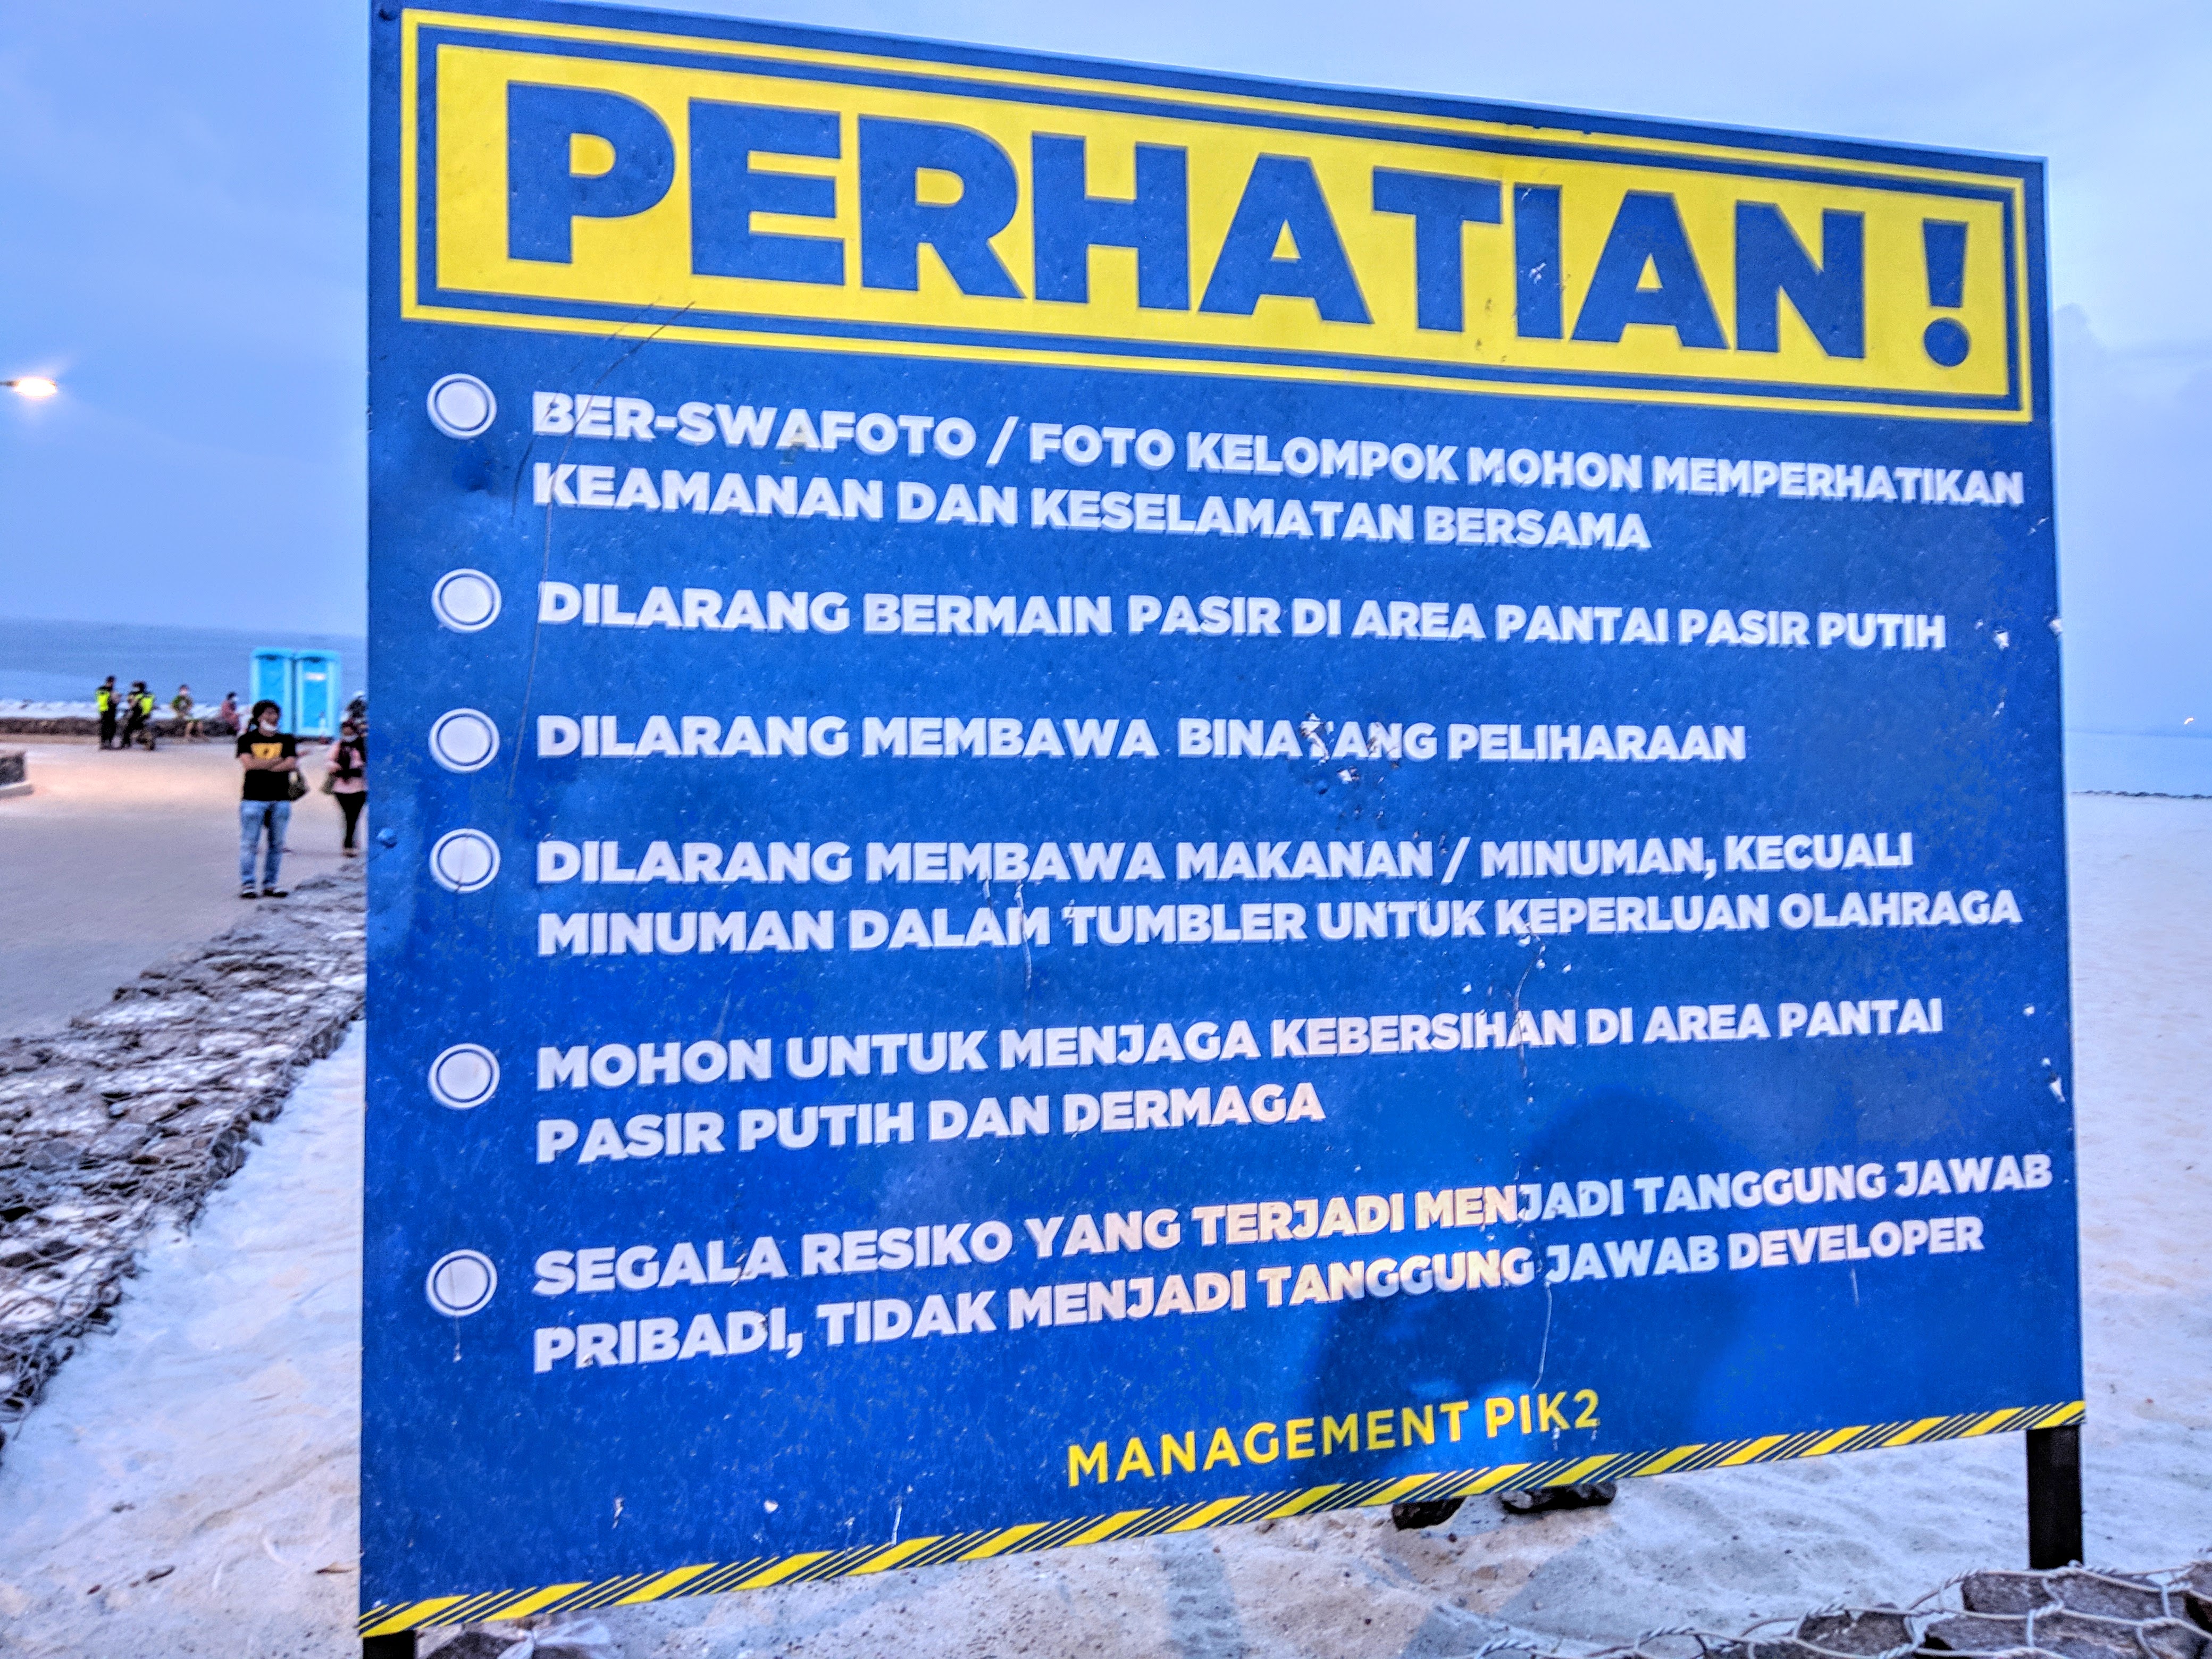 PERHATIAN !
BER-SWAFOTO / FOTO KELOMPOK MOHON MEMPERHATIKAN
KEAMANAN DAN KESELAMATAN BERSAMA
DILARANG BERMAIN PASIR DI AREA PANTAI PASIR PUTIH
DILARANG MEMBAWA BINATANG PELIHARAAN
DILARANG MEMBAWA MAKANAN / MINUMAN, KECUALI
MINUMAN DALAM TUMBLER UNTUK KEPERLUAN OLAHRAGA
MOHON UNTUK MENJAGA KEBERSIHAN DI AREA PANTAI
PASIR PUTIH DAN DERMAGA
SEGALA RESIKO YANG TERJADI MENJADI TANGGUNG JAWAB
PRIBADI, TIDAK MENJADI TANGGUNG JAWAB DEVELOPER
MANAGEMENT PIK2